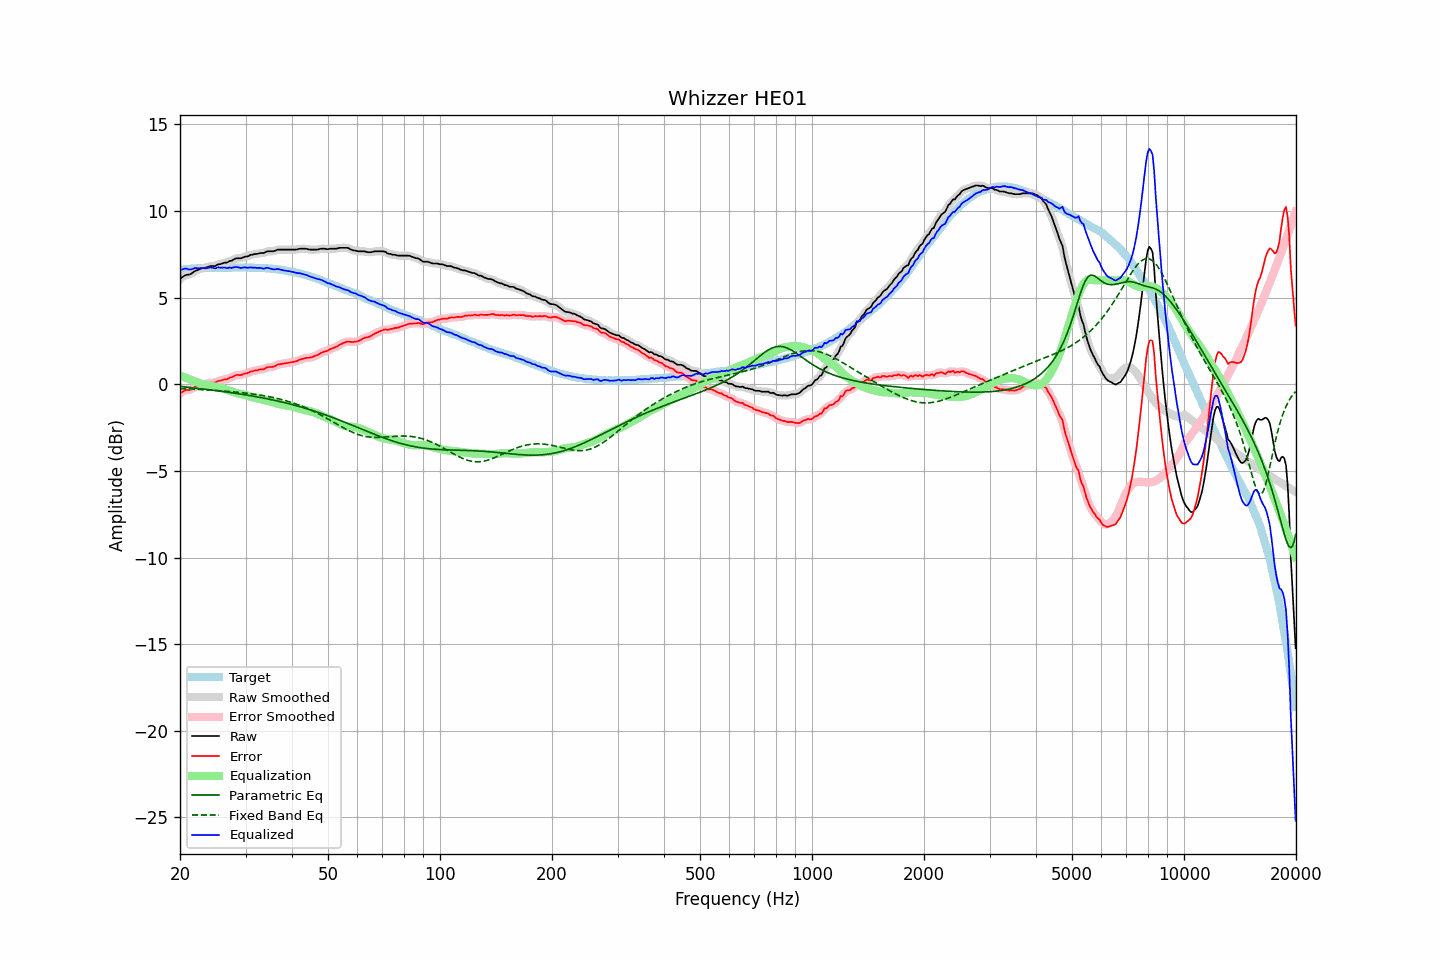 Whizzer HE01
15
10
5
0
−5
−10
−15
−20
−25
Amplitude (dBr)
Target
Raw Smoothed
Error Smoothed
Raw
Error
Equalization
Parametric Eq
Fixed Band Eq
Equalized
20 50 100 200 500 1000 2000 5000 10000 20000
Frequency (Hz)